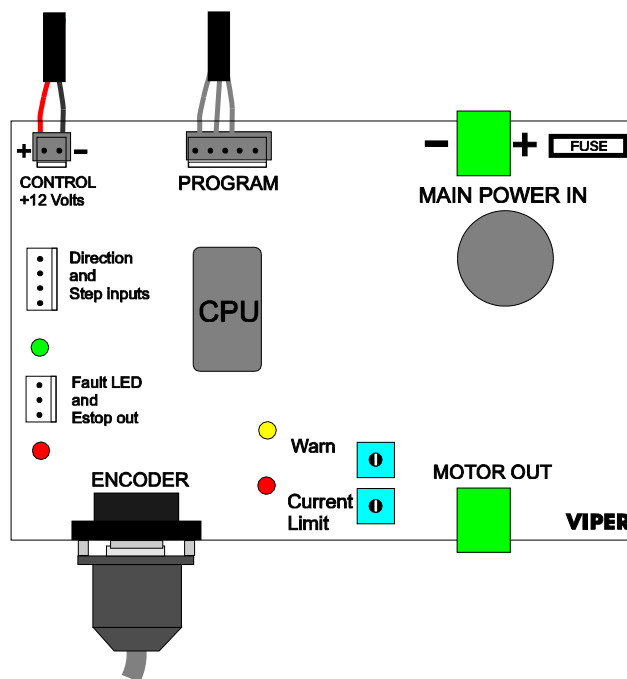 + -
CONTROL
+12 Volts
PROGRAM
- +
FUSE
MAIN POWER IN
Direction
and
Step inputs
CPU
Fault LED
and
Estop out
Warn
Current
Limit
ENCODER
MOTOR OUT
VIPER